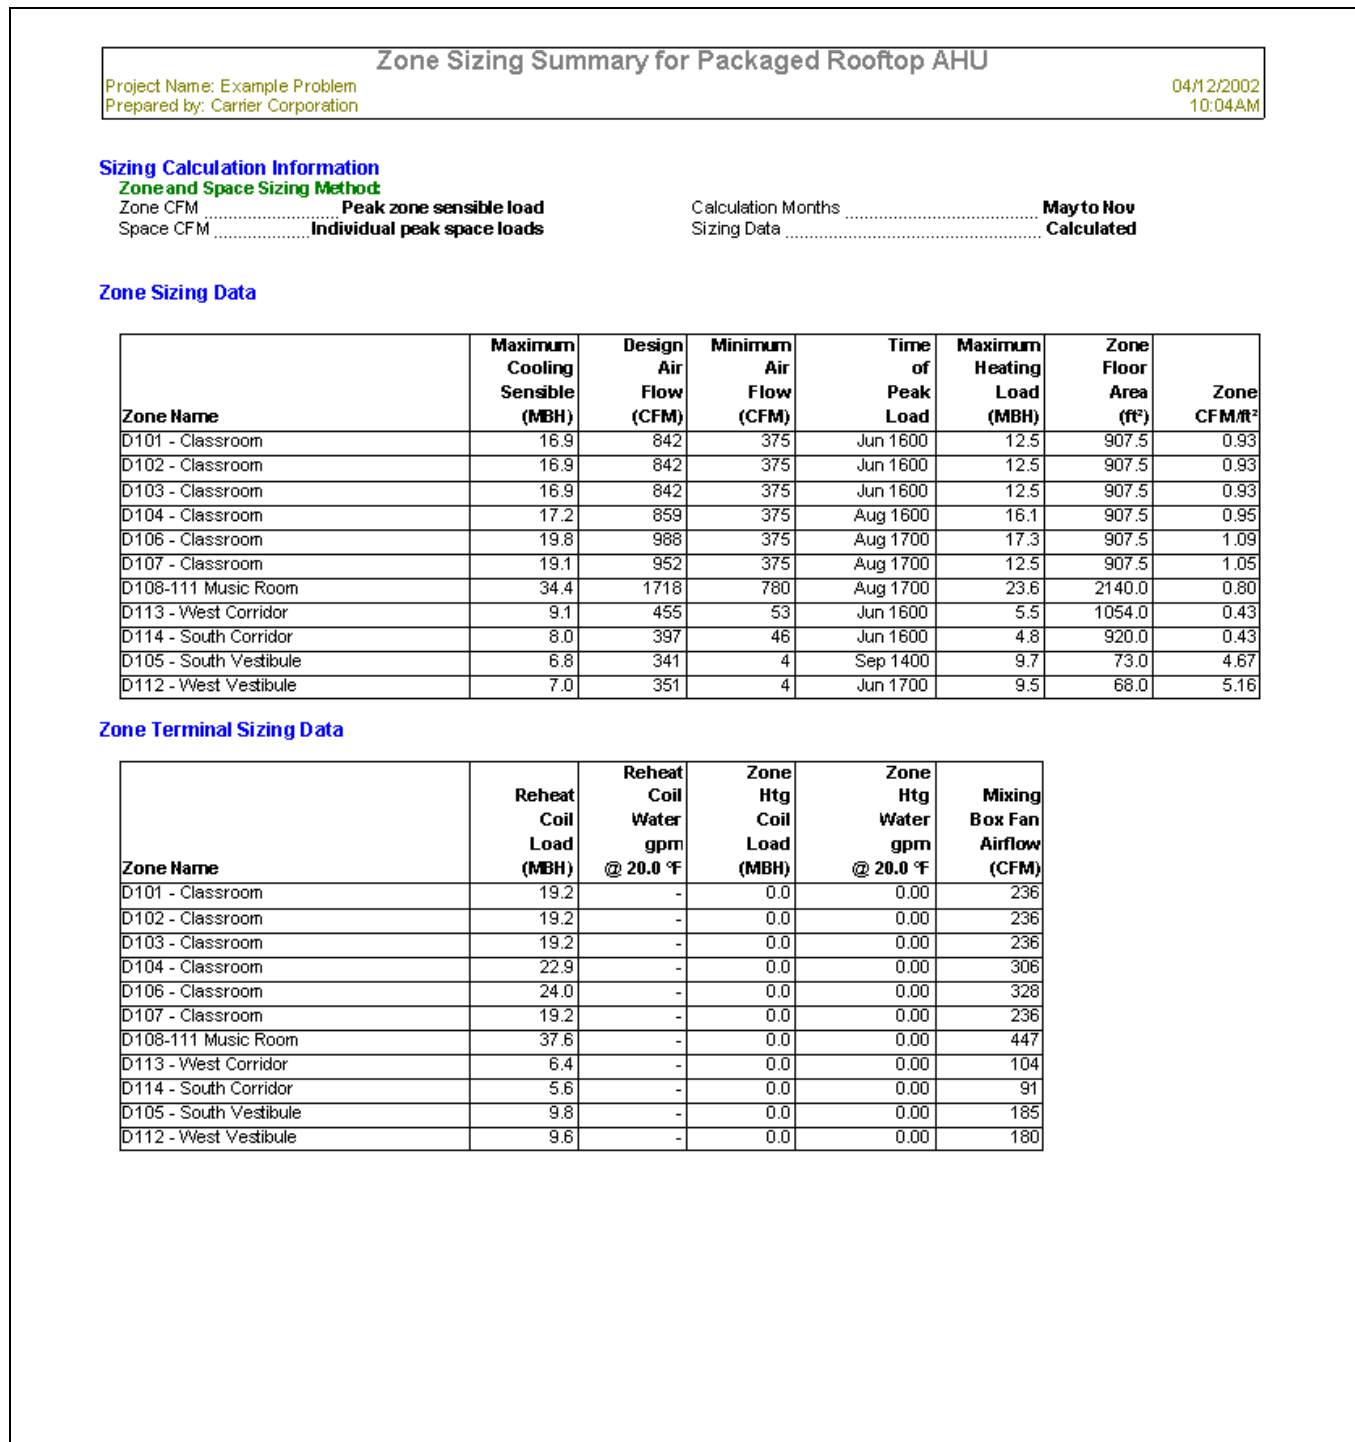 Zone Sizing Summary for Packaged Rooftop AHU
Project Name: Example Problem 04/12/2002
Prepared by: Carrier Corporation 10:04AM
Sizing Calculation Information
Zone and Space Sizing Method:
Zone CFM Peak zone sensible load Calculation Months May to Nov
Space CFM Individual peak space loads Sizing Data Calculated
Zone Sizing Data
Maximum Design Minimum Time Maximum Zone
Cooling Air Air of Heating Floor
Sensible Flow Flow Peak Load Area Zone
Zone Name (MBH) (CFM) (CFM) Load (MBH) (ft²) CFM/ft²
D101 - Classroom 16.9 842 375 Jun 1600 12.5 907.5 0.93
D102 - Classroom 16.9 842 375 Jun 1600 12.5 907.5 0.93
D103 - Classroom 16.9 842 375 Jun 1600 12.5 907.5 0.93
D104 - Classroom 17.2 859 375 Aug 1600 16.1 907.5 0.95
D106 - Classroom 19.8 988 375 Aug 1700 17.3 907.5 1.09
D107 - Classroom 19.1 952 375 Aug 1700 12.5 907.5 1.05
D108-111 Music Room 34.4 1718 780 Aug 1700 23.6 2140.0 0.80
D113 - West Corridor 9.1 455 53 Jun 1600 5.5 1054.0 0.43
D114 - South Corridor 8.0 397 46 Jun 1600 4.8 920.0 0.43
D105 - South Vestibule 6.8 341 4 Sep 1400 9.7 73.0 4.67
D112 - West Vestibule 7.0 351 4 Jun 1700 9.5 68.0 5.16
Zone Terminal Sizing Data
Reheat Zone Zone
Reheat Coil Htg Htg Mixing
Coil Water Coil Water Box Fan
Load gpm Load gpm Airflow
Zone Name (MBH) @ 20.0 °F (MBH) @ 20.0 °F (CFM)
D101 - Classroom 19.2 - 0.0 0.00 236
D102 - Classroom 19.2 - 0.0 0.00 236
D103 - Classroom 19.2 - 0.0 0.00 236
D104 - Classroom 22.9 - 0.0 0.00 306
D106 - Classroom 24.0 - 0.0 0.00 328
D107 - Classroom 19.2 - 0.0 0.00 236
D108-111 Music Room 37.6 - 0.0 0.00 447
D113 - West Corridor 6.4 - 0.0 0.00 104
D114 - South Corridor 5.6 - 0.0 0.00 91
D105 - South Vestibule 9.8 - 0.0 0.00 185
D112 - West Vestibule 9.6 - 0.0 0.00 180